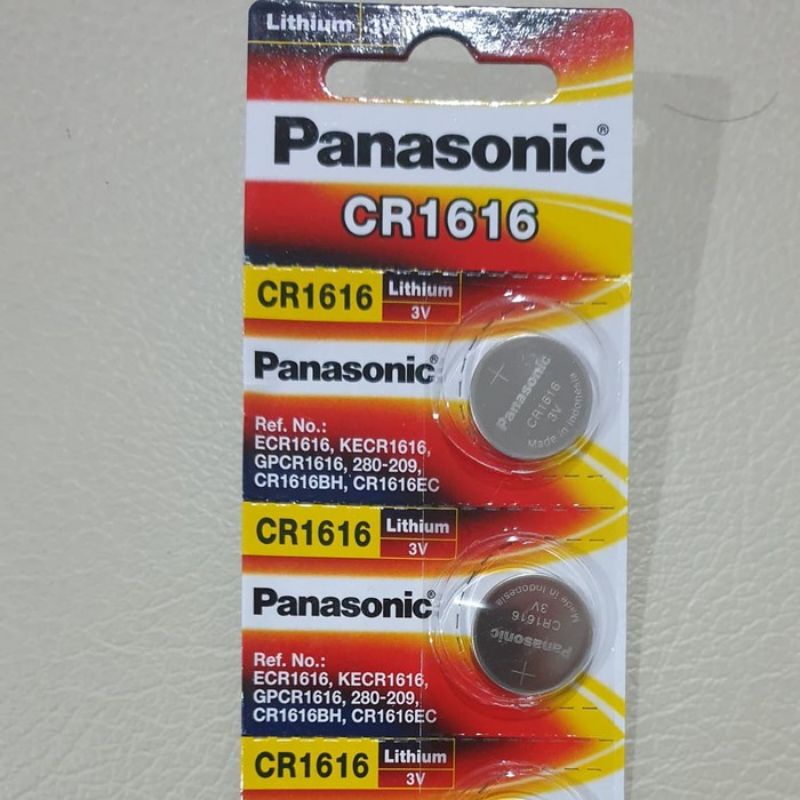 Lithium 3V
Panasonic®
CR1616
CR1616 Lithium
3V
Panasonic®
Ref. No.:
ECR1616, KECR1616,
GPCR1616, 280-209,
CR1616BH, CR1616EC
+
Panasonic
CR1616
3V
Made in Indonesia
CR1616 Lithium
3V
Panasonic®
Ref. No.:
ECR1616, KECR1616,
GPCR1616, 280-209,
CR1616BH, CR1616EC
+
Panasonic
CR1616
3V
Made in Indonesia
CR1616 Lithium
3V